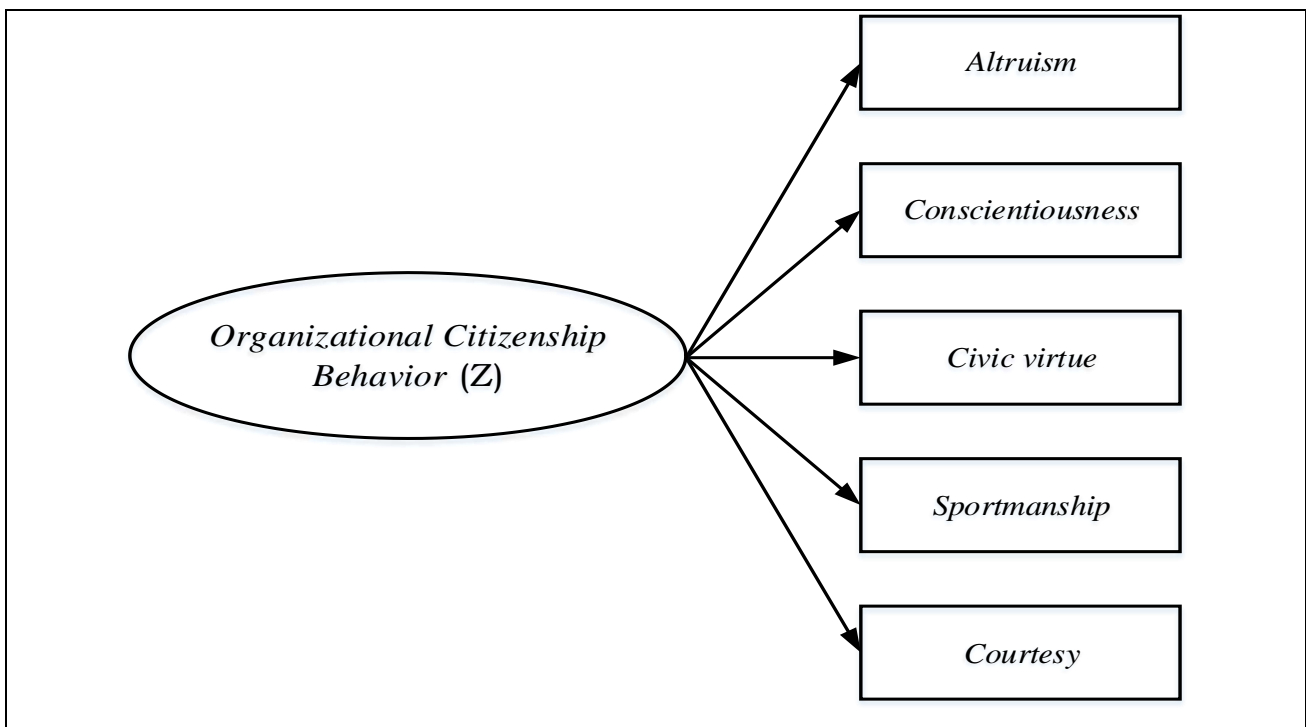 Altruism
Conscientiousness
Organizational Citizenship
Behavior (Z)
Civic virtue
Sportmanship
Courtesy